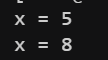 x = 5
x = 8